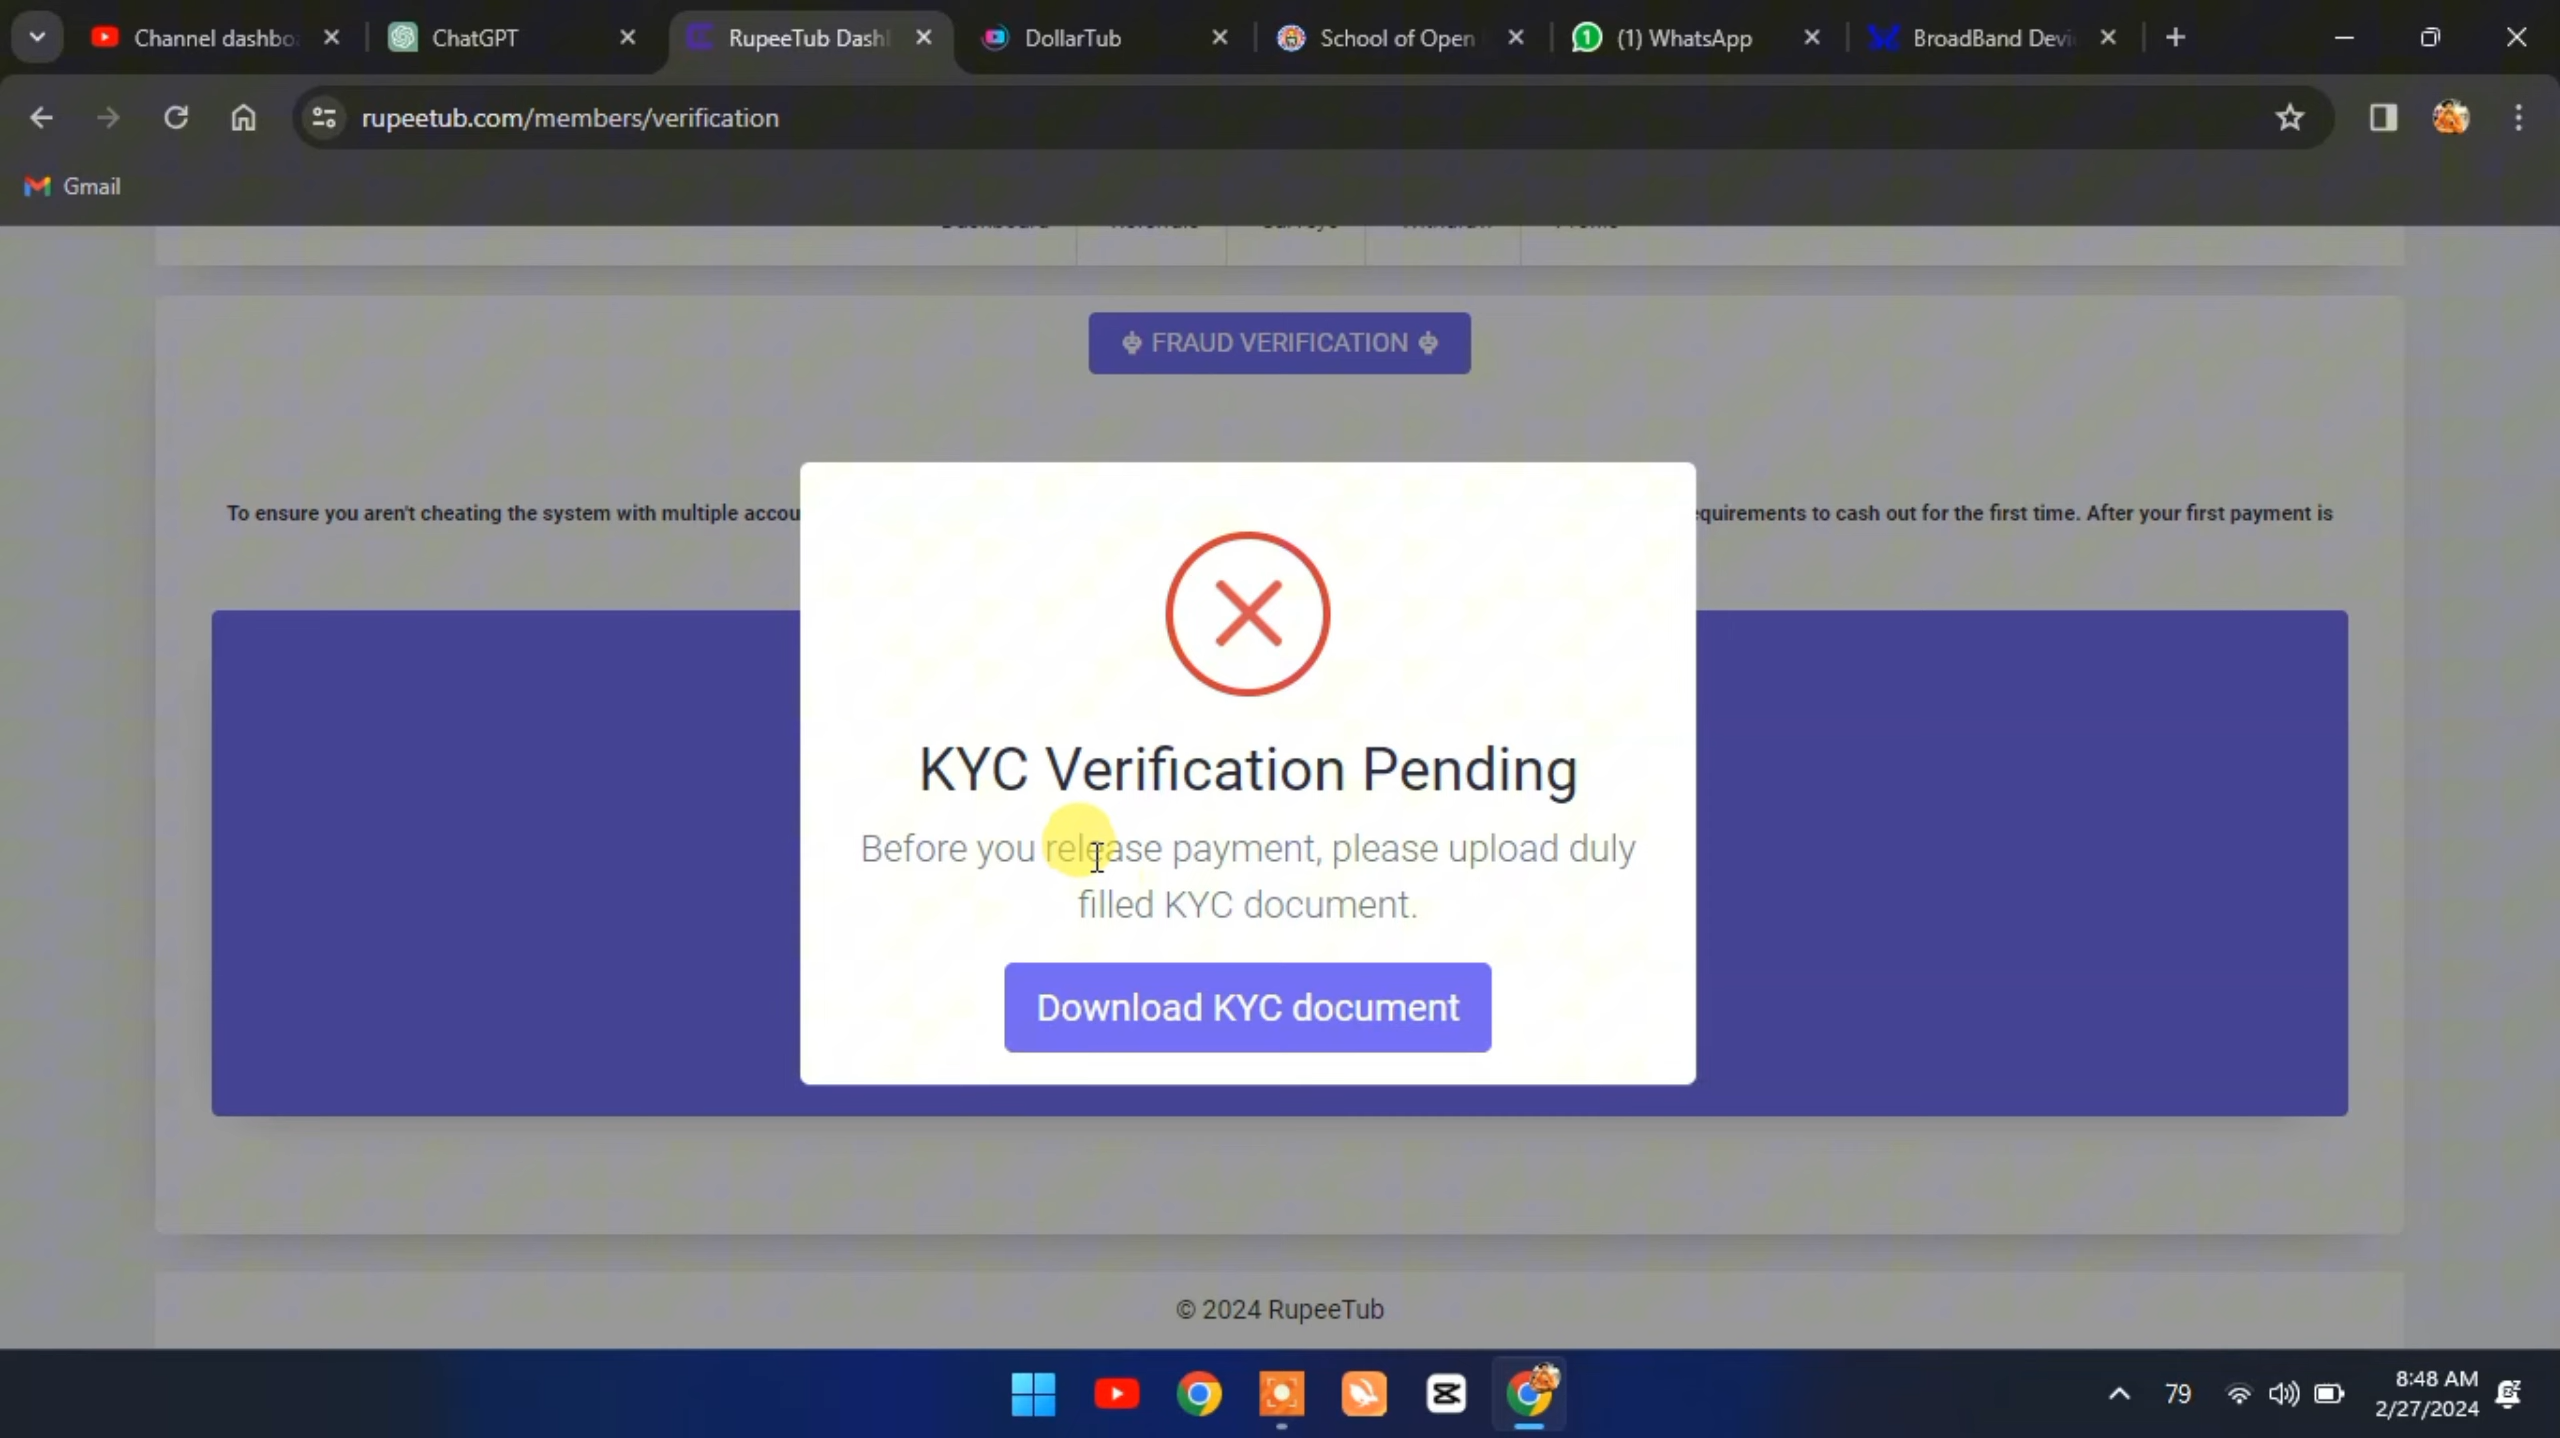 Channel dashbo
ChatGPT
RupeeTub Dash
DollarTub
School of Open
(1) WhatsApp
BroadBand Devi
rupeetub.com/members/verification
Gmail
FRAUD VERIFICATION
To ensure you aren't cheating the system with multiple accou
equirements to cash out for the first time. After your first payment is
KYC Verification Pending
Before you release payment, please upload duly
filled KYC document.
Download KYC document
© 2024 RupeeTub
79
8:48 AM
2/27/2024